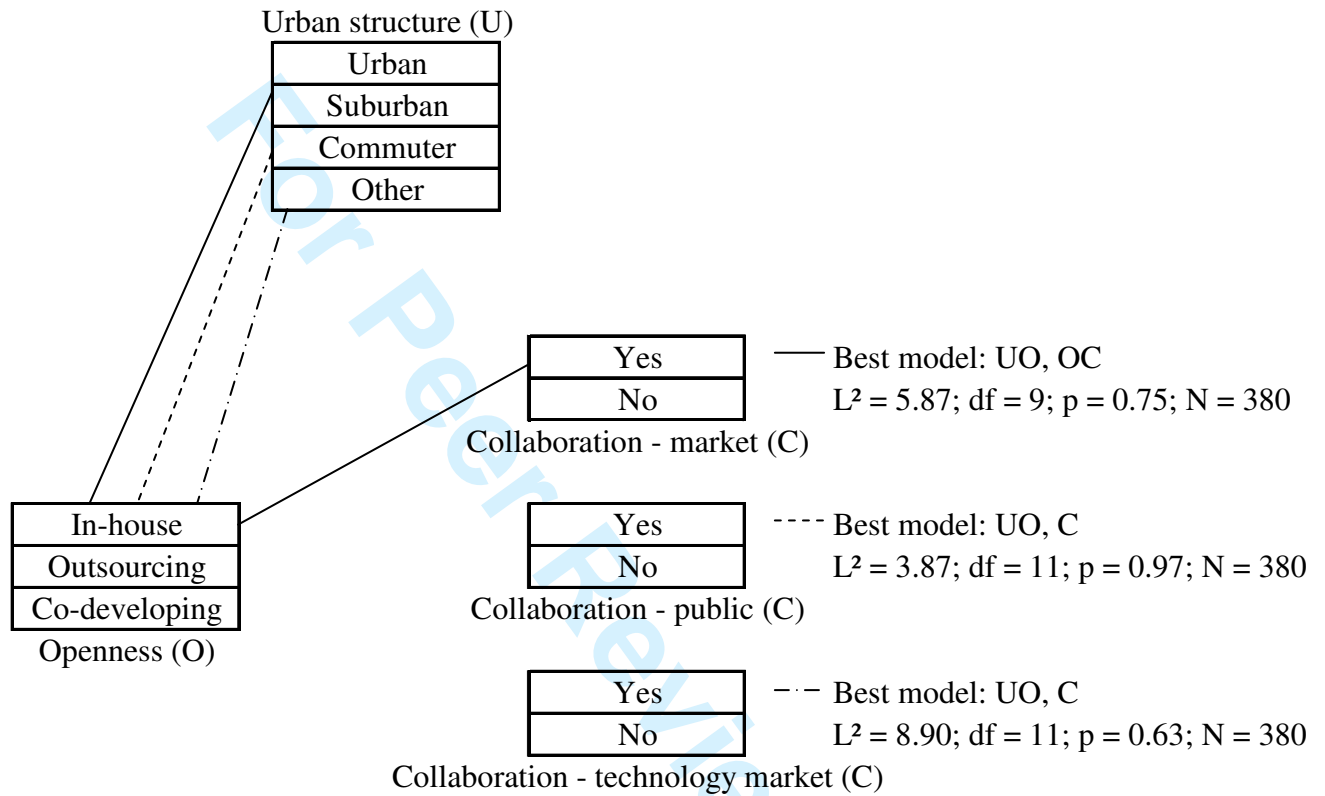 Urban structure (U)
Urban
Suburban
Commuter
Other
Yes
No
Collaboration - market (C)
Best model: UO, OC
L² = 5.87; df = 9; p = 0.75; N = 380
In-house
Outsourcing
Co-developing
Openness (O)
Yes
No
Collaboration - public (C)
Best model: UO, C
L² = 3.87; df = 11; p = 0.97; N = 380
Yes
No
Collaboration - technology market (C)
Best model: UO, C
L² = 8.90; df = 11; p = 0.63; N = 380
For Peer Revie